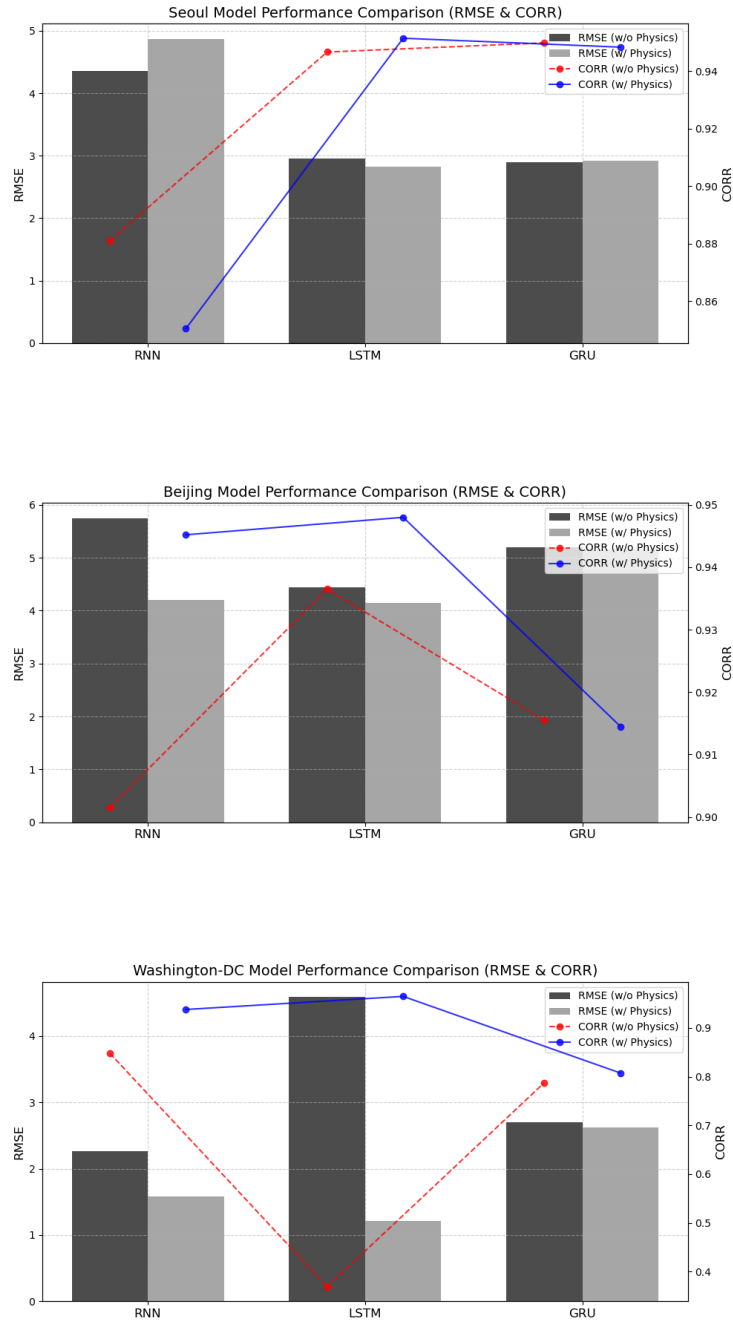 Seoul Model Performance Comparison (RMSE & CORR)
5
4
3
2
1
0
RMSE
RMSE (w/o Physics)
RMSE (w/ Physics)
CORR (w/o Physics)
CORR (w/ Physics)
0.94
0.92
0.90
0.88
0.86
CORR
RNN
LSTM
GRU
Beijing Model Performance Comparison (RMSE & CORR)
6
5
4
3
2
1
0
RMSE
RMSE (w/o Physics)
RMSE (w/ Physics)
CORR (w/o Physics)
CORR (w/ Physics)
0.95
0.94
0.93
0.92
0.91
0.90
CORR
RNN
LSTM
GRU
Washington-DC Model Performance Comparison (RMSE & CORR)
4
3
2
1
0
RMSE
RMSE (w/o Physics)
RMSE (w/ Physics)
CORR (w/o Physics)
CORR (w/ Physics)
0.9
0.8
0.7
0.6
0.5
0.4
CORR
RNN
LSTM
GRU